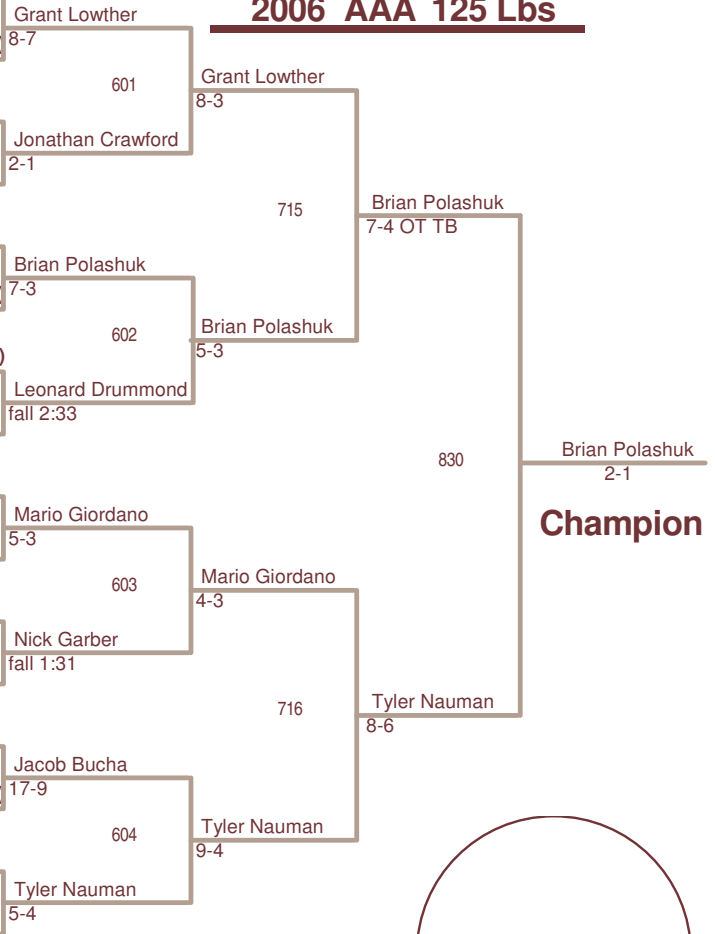 2006 AAA 125 Lbs
Grant Lowther
8-7
601
Grant Lowther
8-3
Jonathan Crawford
2-1
715
Brian Polashuk
7-4 OT TB
Brian Polashuk
7-3
602
Brian Polashuk
5-3
)
Leonard Drummond
fall 2:33
830
Brian Polashuk
2-1
Champion
Mario Giordano
5-3
603
Mario Giordano
4-3
Nick Garber
fall 1:31
716
Tyler Nauman
8-6
Jacob Bucha
17-9
604
Tyler Nauman
9-4
Tyler Nauman
5-4